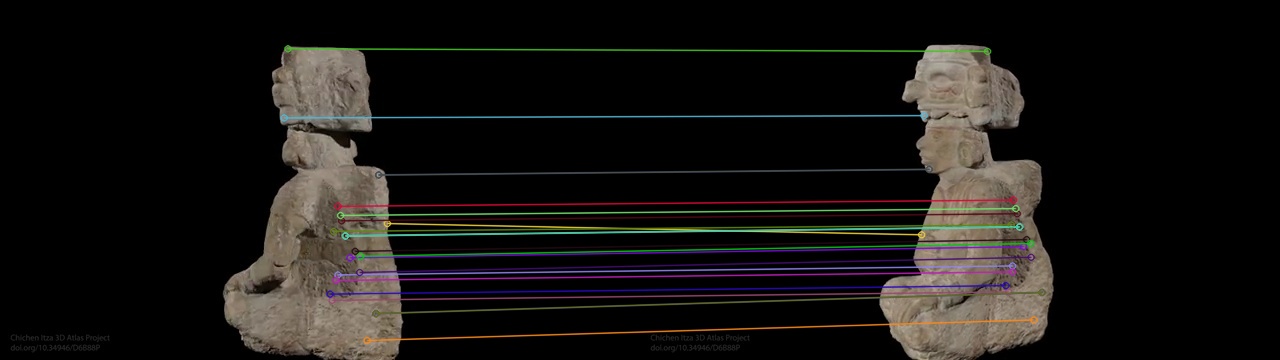 Chichen Itza 3D Atlas Project
doi.org/10.34946/D6B88P
Chichen Itza 3D Atlas Project
doi.org/10.34946/D6B88P